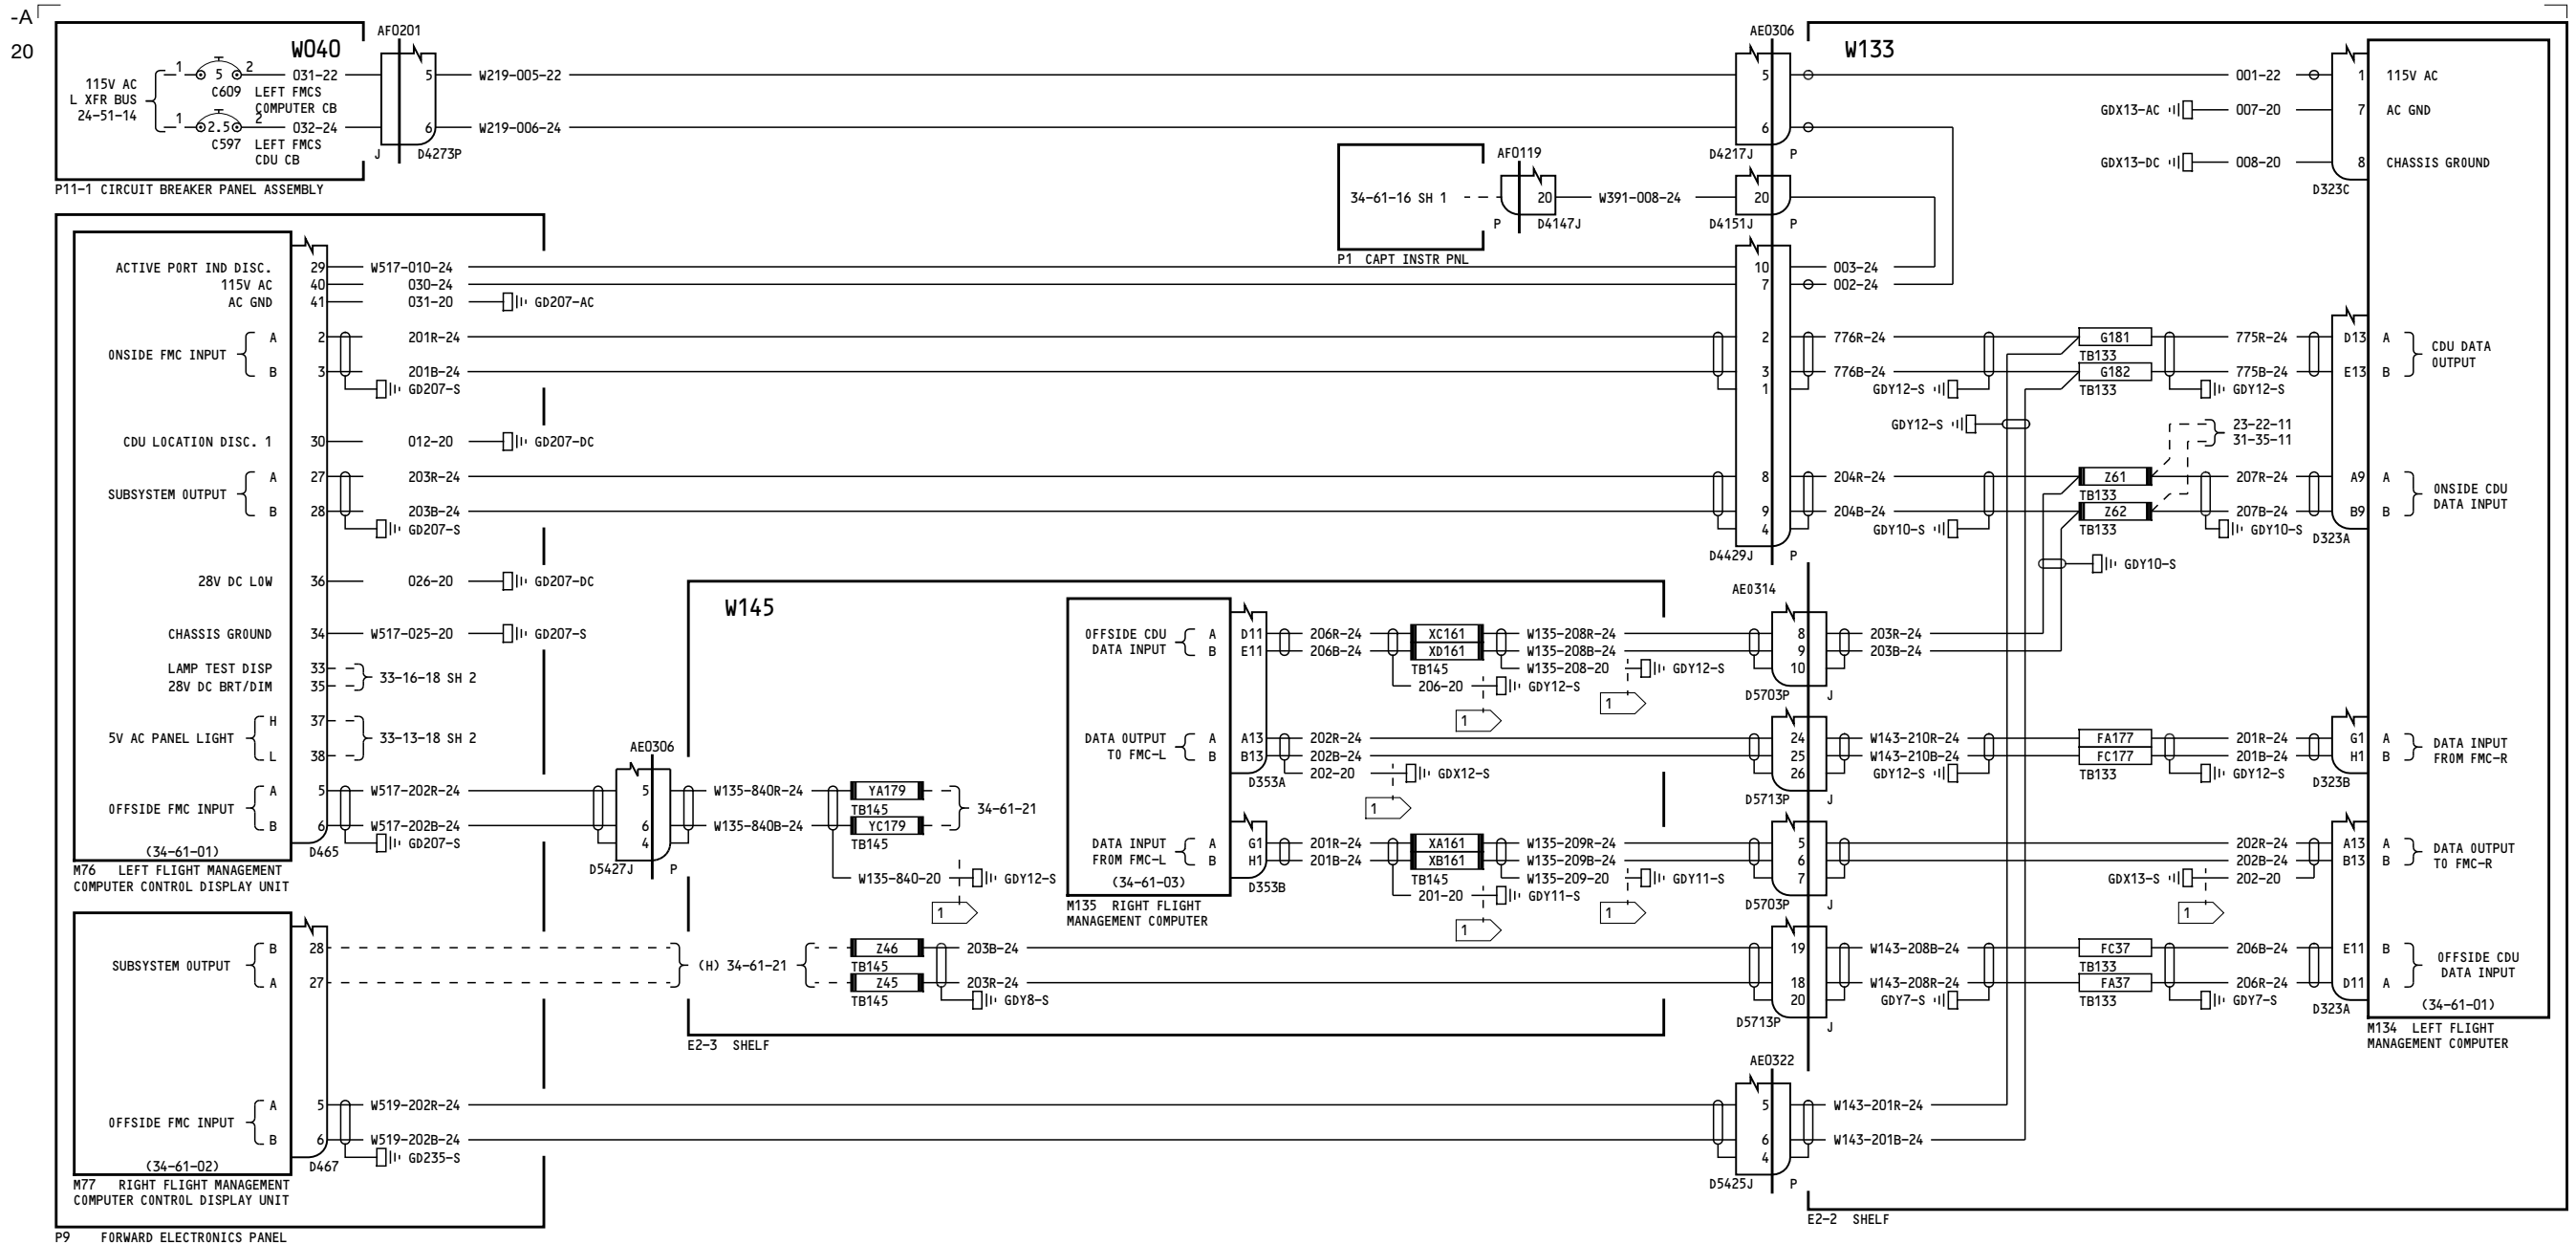 -A
20
W040
115V AC
L XFR BUS
24-51-14
1 5 2 031-22
C609 LEFT FMCS
COMPUTER CB
1 2.5 2 032-24
C597 LEFT FMCS
CDU CB
P11-1 CIRCUIT BREAKER PANEL ASSEMBLY
AF0201
5 W219-005-22
6 W219-006-24
J D4273P
34-61-16 SH 1
P1 CAPT INSTR PNL
AF0119
20 W391-008-24
P D4147J
AE0306
5
6
D4217J P
20
D4151J P
10 003-24
7 002-24
2 776R-24
3 776B-24
1
8 204R-24
9 204B-24
4
D4429J P
W133
001-22 1 115V AC
GDX13-AC 007-20 7 AC GND
GDX13-DC 008-20 8 CHASSIS GROUND
D323C
G181 775R-24 D13 A
TB133
G182 775B-24 E13 B
TB133
CDU DATA
OUTPUT
GDY12-S GDY12-S
GDY12-S
23-22-11
31-35-11
Z61 207R-24 A9 A
TB133
Z62 207B-24 B9 B
TB133
ONSIDE CDU
DATA INPUT
GDY10-S GDY10-S
D323A
GDY10-S
ACTIVE PORT IND DISC. 29 W517-010-24
115V AC 40 030-24
AC GND 41 031-20 GD207-AC
ONSIDE FMC INPUT
A 2 201R-24
B 3 201B-24
GD207-S
CDU LOCATION DISC. 1 30 012-20 GD207-DC
SUBSYSTEM OUTPUT
A 27 203R-24
B 28 203B-24
GD207-S
28V DC LOW 36 026-20 GD207-DC
CHASSIS GROUND 34 W517-025-20 GD207-S
LAMP TEST DISP 33
28V DC BRT/DIM 35
33-16-18 SH 2
5V AC PANEL LIGHT
H 37
L 38
33-13-18 SH 2
OFFSIDE FMC INPUT
A 5 W517-202R-24
B 6 W517-202B-24
GD207-S
(34-61-01) D465
M76 LEFT FLIGHT MANAGEMENT
COMPUTER CONTROL DISPLAY UNIT
AE0306
5 W135-840R-24 YA179
TB145
6 W135-840B-24 YC179
TB145
4
34-61-21
D5427J P
W135-840-20 GDY12-S
1
W145
OFFSIDE CDU
DATA INPUT
A D11 206R-24 XC161 W135-208R-24
B E11 206B-24 XD161 W135-208B-24
TB145 W135-208-20 GDY12-S
206-20 GDY12-S
1
1
DATA OUTPUT
TO FMC-L
A A13 202R-24
B B13 202B-24
202-20 GDX12-S
D353A
1
DATA INPUT
FROM FMC-L
A G1 201R-24 XA161 W135-209R-24
B H1 201B-24 XB161 W135-209B-24
TB145 W135-209-20 GDY11-S
201-20 GDY11-S
(34-61-03) D353B
1
1
M135 RIGHT FLIGHT
MANAGEMENT COMPUTER
AE0314
8 203R-24
9 203B-24
10
D5703P J
24 W143-210R-24 FA177 201R-24 G1 A
25 W143-210B-24 FC177 201B-24 H1 B
26 GDY12-S TB133 GDY12-S
D5713P J
D323B
DATA INPUT
FROM FMC-R
5 202R-24 A13 A
6 202B-24 B13 B
7 GDX13-S 202-20
D5703P J
DATA OUTPUT
TO FMC-R
1
SUBSYSTEM OUTPUT
B 28
A 27
(H) 34-61-21
Z46 203B-24
TB145
Z45 203R-24
TB145 GDY8-S
19 W143-208B-24 FC37 206B-24 E11 B
TB133
18 W143-208R-24 FA37 206R-24 D11 A
20 GDY7-S TB133 GDY7-S
D5713P J
D323A
OFFSIDE CDU
DATA INPUT
(34-61-01)
M134 LEFT FLIGHT
MANAGEMENT COMPUTER
E2-3 SHELF
OFFSIDE FMC INPUT
A 5 W519-202R-24
B 6 W519-202B-24
GD235-S
(34-61-02) D467
M77 RIGHT FLIGHT MANAGEMENT
COMPUTER CONTROL DISPLAY UNIT
AE0322
5 W143-201R-24
6 W143-201B-24
4
D5425J P
E2-2 SHELF
P9 FORWARD ELECTRONICS PANEL